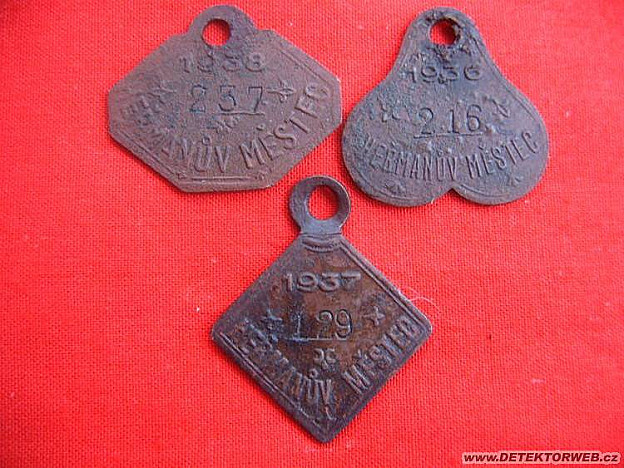 1938
237
HEŘMANŮV MĚSTEC
1936
216
HEŘMANŮV MĚSTEC
1937
129
HEŘMANŮV MĚSTEC
www.DETEKTORWEB.cz